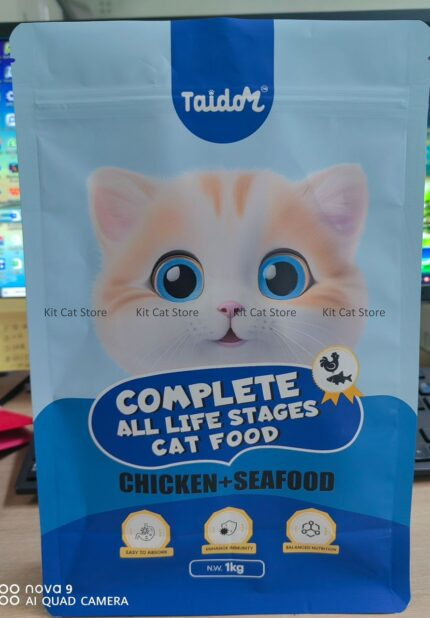 Taidom™
Kit Cat Store Kit Cat Store Kit Cat Store Kit Cat Store
COMPLETE
ALL LIFE STAGES
CAT FOOD
CHICKEN+SEAFOOD
EASY TO ABSORB ENHANCE IMMUNITY BALANCED NUTRITION
N.W. 1kg
nova 9
AI QUAD CAMERA